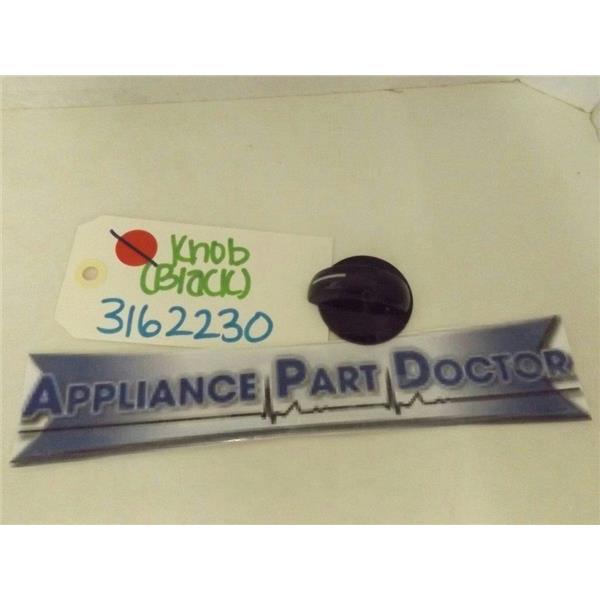 Knob
(Black)
3162230
APPLIANCE PART DOCTOR